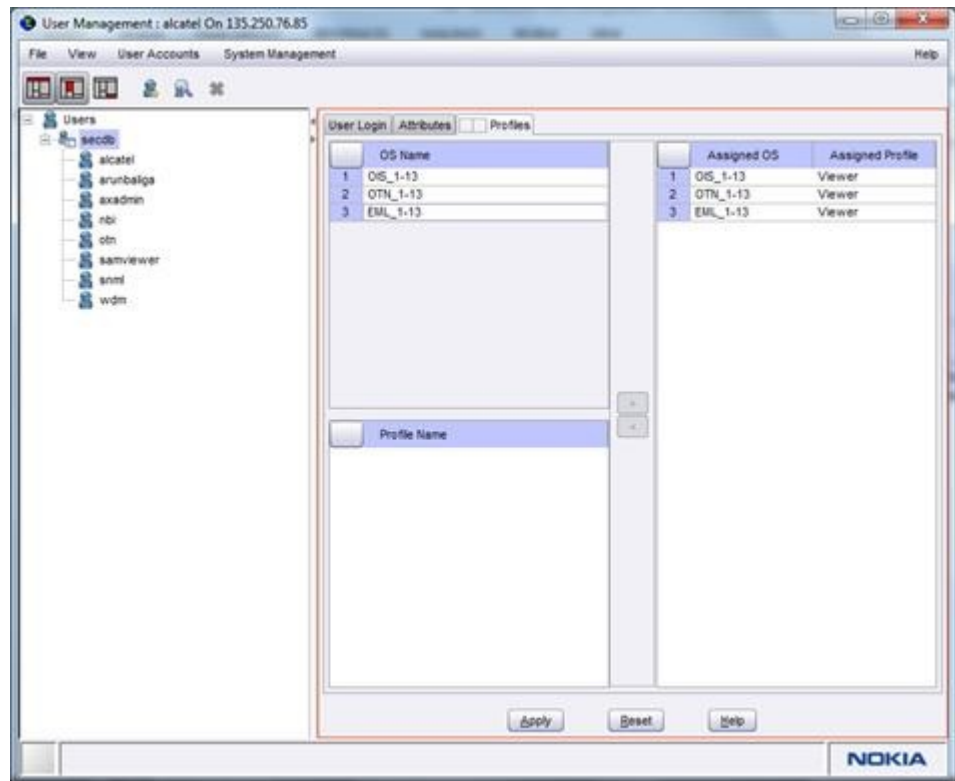 User Management : alcatel On 135.250.76.85
File View User Accounts System Management Help
Users
secdb
alcatel
arunbaliga
axadmin
nbi
otn
samviewer
snml
wdm
User Login Attributes Profiles
OS Name
1 OIS_1-13
2 OTN_1-13
3 EML_1-13
Profile Name
Assigned OS Assigned Profile
1 OIS_1-13 Viewer
2 OTN_1-13 Viewer
3 EML_1-13 Viewer
Apply Reset Help
NOKIA